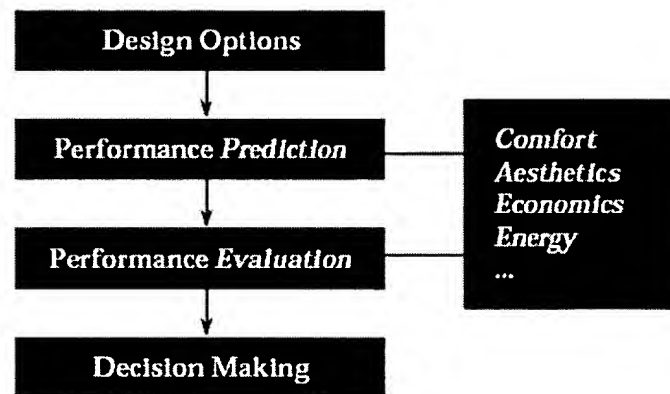 Design Options
Performance Prediction
Performance Evaluation
Decision Making
Comfort
Aesthetics
Economics
Energy
...